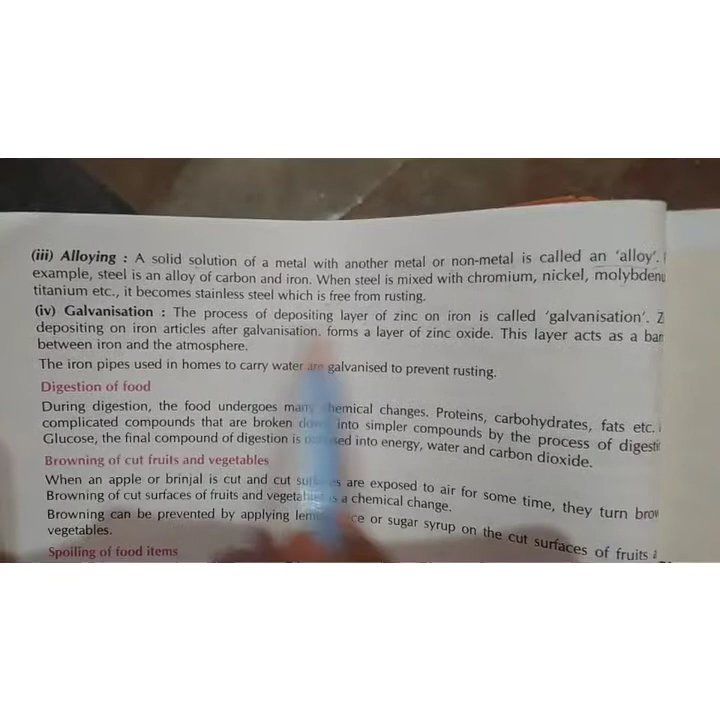 (iii) Alloying : A solid solution of a metal with another metal or non-metal is called an 'alloy'.
example, steel is an alloy of carbon and iron. When steel is mixed with chromium, nickel, molybdenu
titanium etc., it becomes stainless steel which is free from rusting.
(iv) Galvanisation : The process of depositing layer of zinc on iron is called 'galvanisation'. Z
depositing on iron articles after galvanisation. forms a layer of zinc oxide. This layer acts as a bar
between iron and the atmosphere.
The iron pipes used in homes to carry water are galvanised to prevent rusting.
Digestion of food
During digestion, the food undergoes many chemical changes. Proteins, carbohydrates, fats etc.
complicated compounds that are broken down into simpler compounds by the process of digesti
Glucose, the final compound of digestion is into energy, water and carbon dioxide.
Browning of cut fruits and vegetables
When an apple or brinjal is cut and cut surfaces are exposed to air for some time, they turn brow
Browning of cut surfaces of fruits and vegetables is a chemical change.
Browning can be prevented by applying lemon or sugar syrup on the cut surfaces of fruits
vegetables.
Spoiling of food items